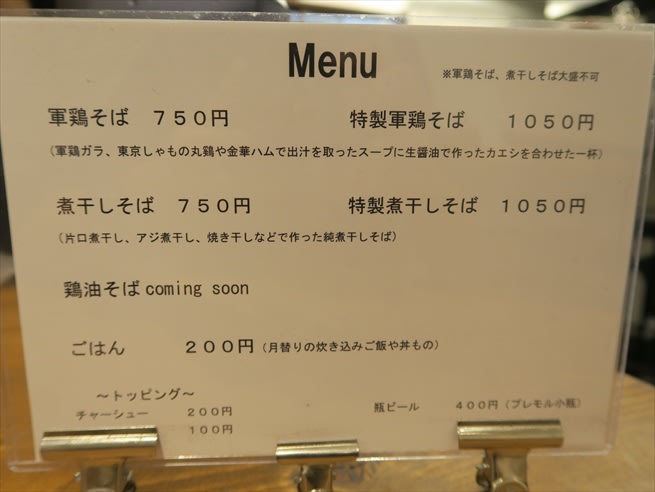 Menu
※軍鶏そば、煮干しそば大盛不可
軍鶏そば　７５０円　特製軍鶏そば　１０５０円
(軍鶏ガラ、東京しゃもの丸鶏や金華ハムで出汁を取ったスープに生醤油で作ったカエシを合わせた一杯)
煮干しそば　７５０円　特製煮干しそば　１０５０円
(片口煮干し、アジ煮干し、焼き干しなどで作った純煮干しそば)
鶏油そば coming soon
ごはん　２００円 (月替りの炊き込みご飯や丼もの)
～トッピング～
チャーシュー　２００円　瓶ビール　４００円 (プレモル小瓶)
１００円